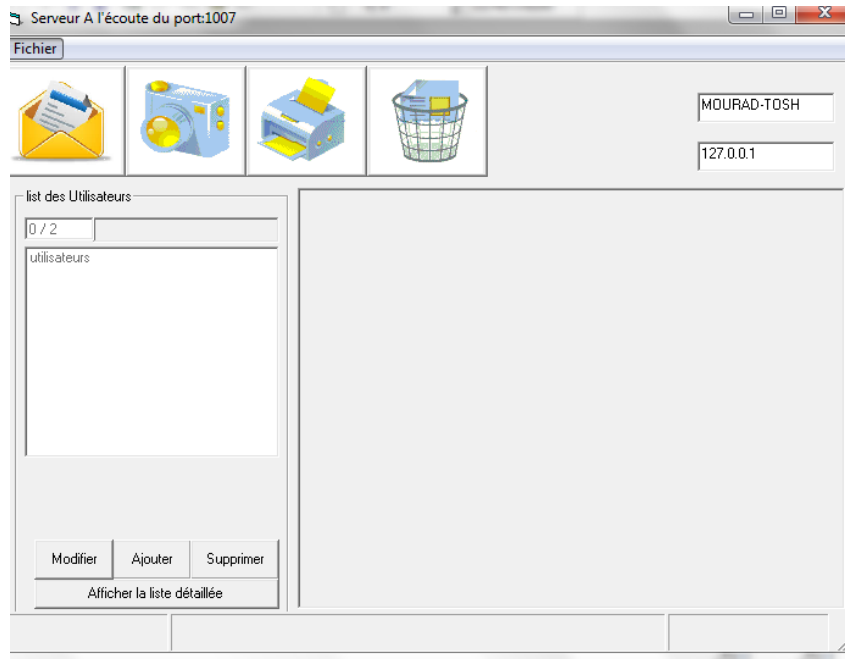 Serveur A l'écoute du port:1007
Fichier
MOURAD-TOSH
127.0.0.1
list des Utilisateurs
0 / 2
utilisateurs
Modifier Ajouter Supprimer
Afficher la liste détaillée